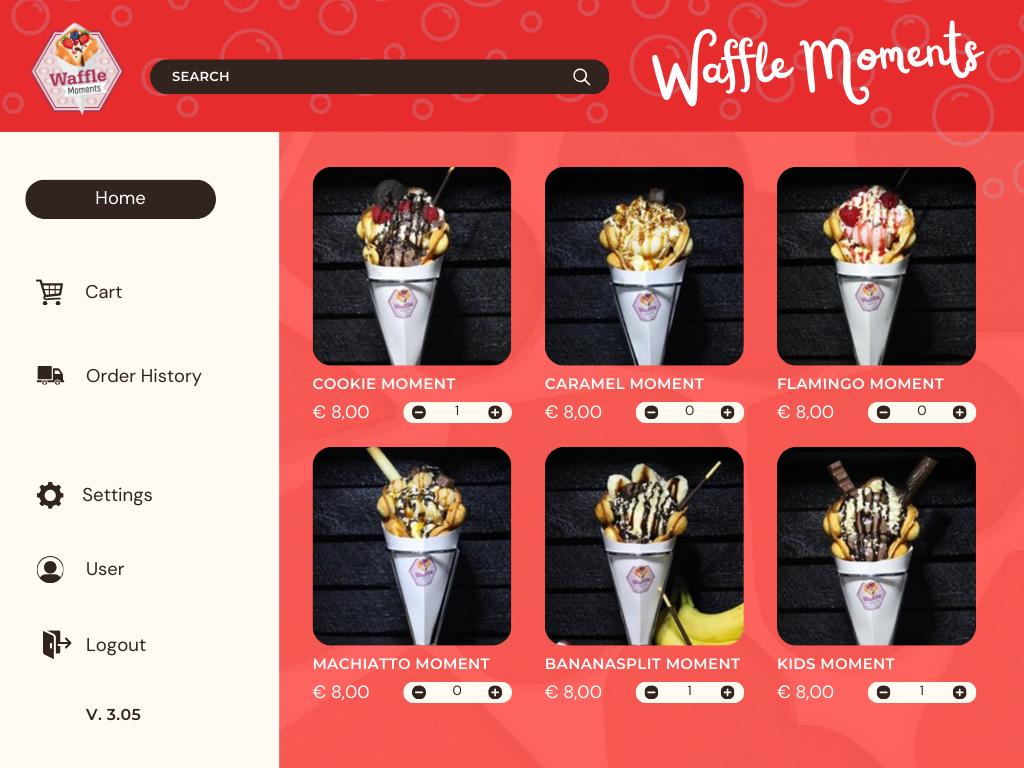 Waffle
Moments
SEARCH
Waffle Moments
Home
Cart
Order History
Settings
User
Logout
V. 3.05
COOKIE MOMENT
€ 8,00 1
CARAMEL MOMENT
€ 8,00 0
FLAMINGO MOMENT
€ 8,00 0
MACHIATTO MOMENT
€ 8,00 0
BANANASPLIT MOMENT
€ 8,00 1
KIDS MOMENT
€ 8,00 1